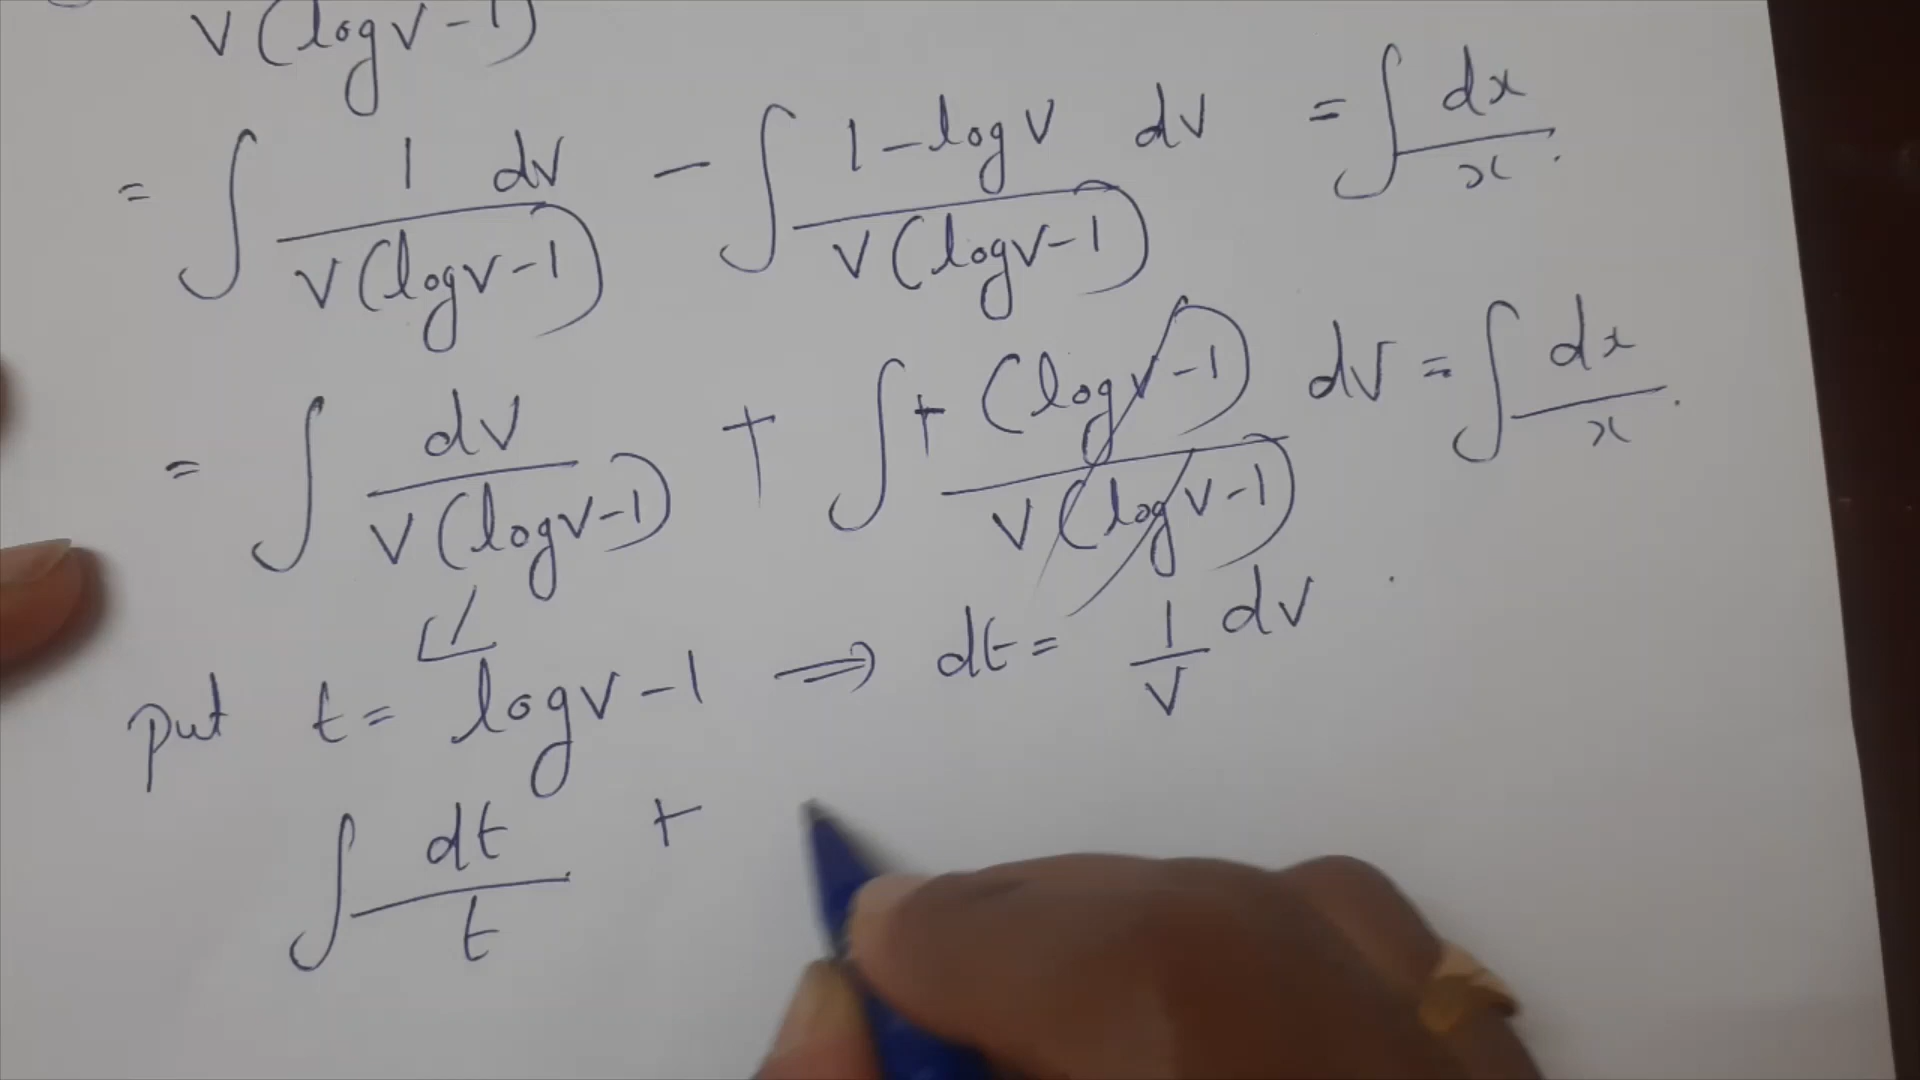 V(logv-1)
= ∫ 1 dv / V(logv-1) - ∫ 1-logV / V(logv-1) dv = ∫ dx / x .
= ∫ dv / V(logv-1) + ∫ + (logv-1) / V(logv-1) dv = ∫ dx / x .
put t = logv-1 ⟹ dt = 1/V dv
∫ dt / t +